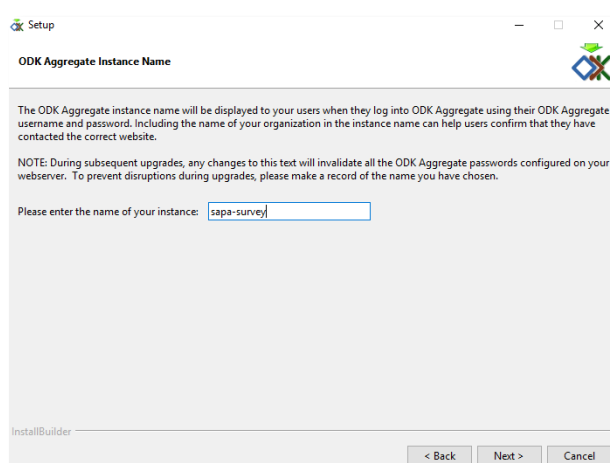 Setup
ODK Aggregate Instance Name
The ODK Aggregate instance name will be displayed to your users when they log into ODK Aggregate using their ODK Aggregate
username and password. Including the name of your organization in the instance name can help users confirm that they have
contacted the correct website.
NOTE: During subsequent upgrades, any changes to this text will invalidate all the ODK Aggregate passwords configured on your
webserver. To prevent disruptions during upgrades, please make a record of the name you have chosen.
Please enter the name of your instance: sapa-survey
InstallBuilder
< Back Next > Cancel